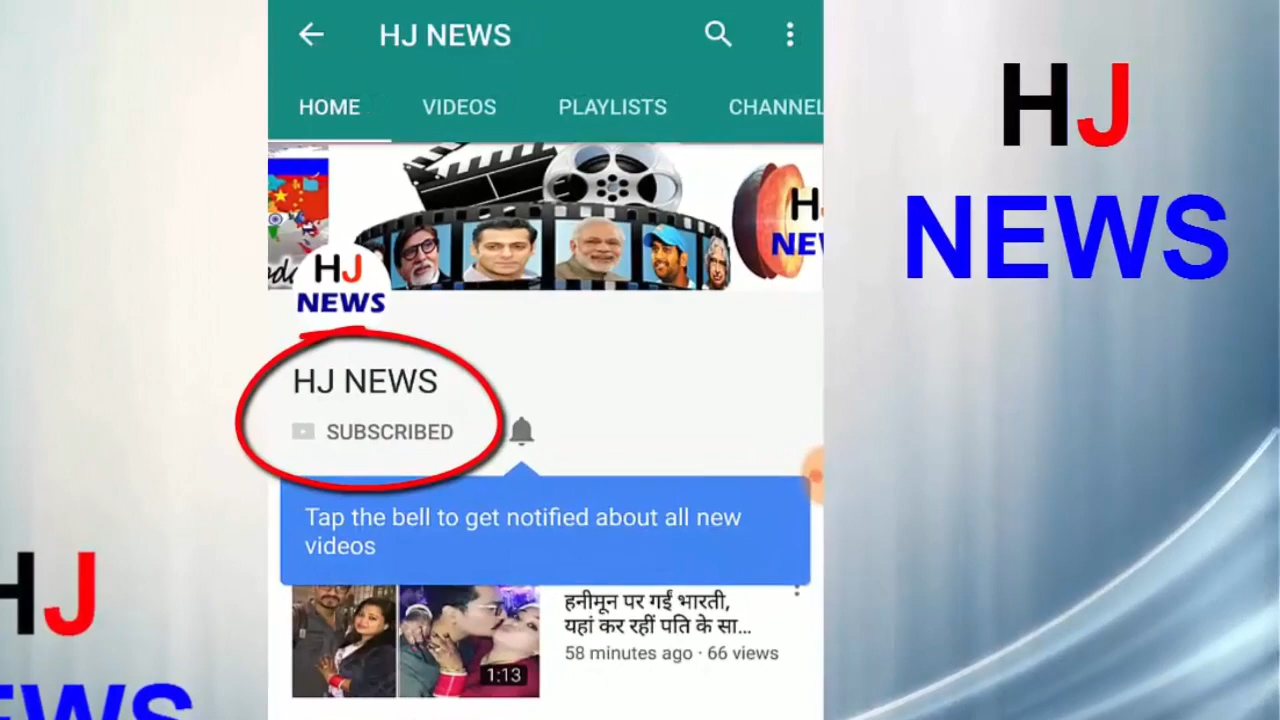 HJ NEWS
HOME VIDEOS PLAYLISTS CHANNEL
HJ
NEWS
HJ
NEWS
HJ NEWS
SUBSCRIBED
Tap the bell to get notified about all new
videos
हनीमून पर गईं भारती,
यहां कर रहीं पति के सा...
58 minutes ago · 66 views
1:13
HJ
EWS